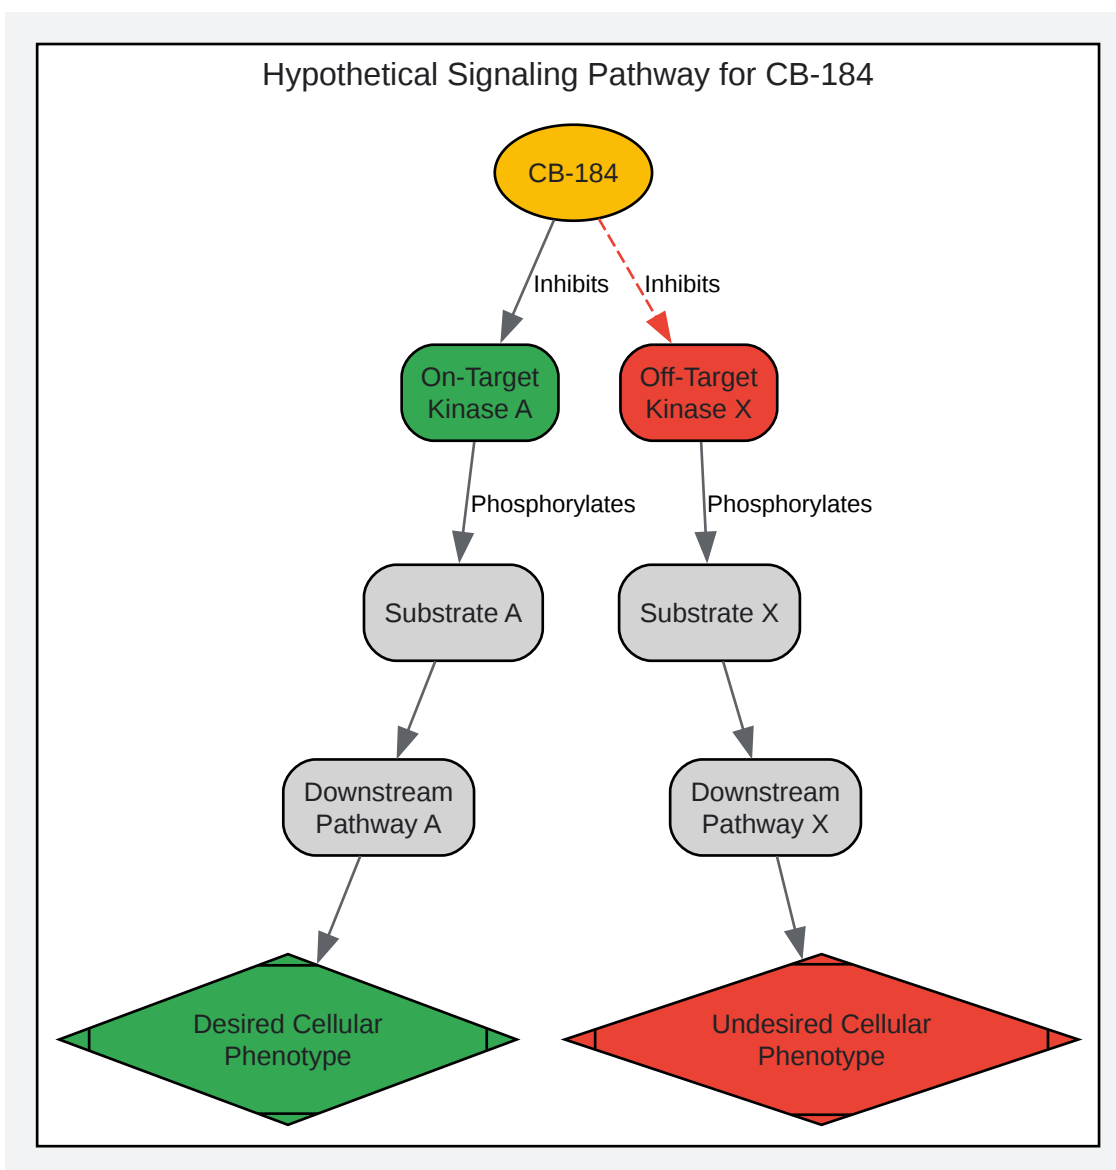 Hypothetical Signaling Pathway for CB-184
CB-184
Inhibits
Inhibits
On-Target
Kinase A
Off-Target
Kinase X
Phosphorylates
Phosphorylates
Substrate A
Substrate X
Downstream
Pathway A
Downstream
Pathway X
Desired Cellular
Phenotype
Undesired Cellular
Phenotype